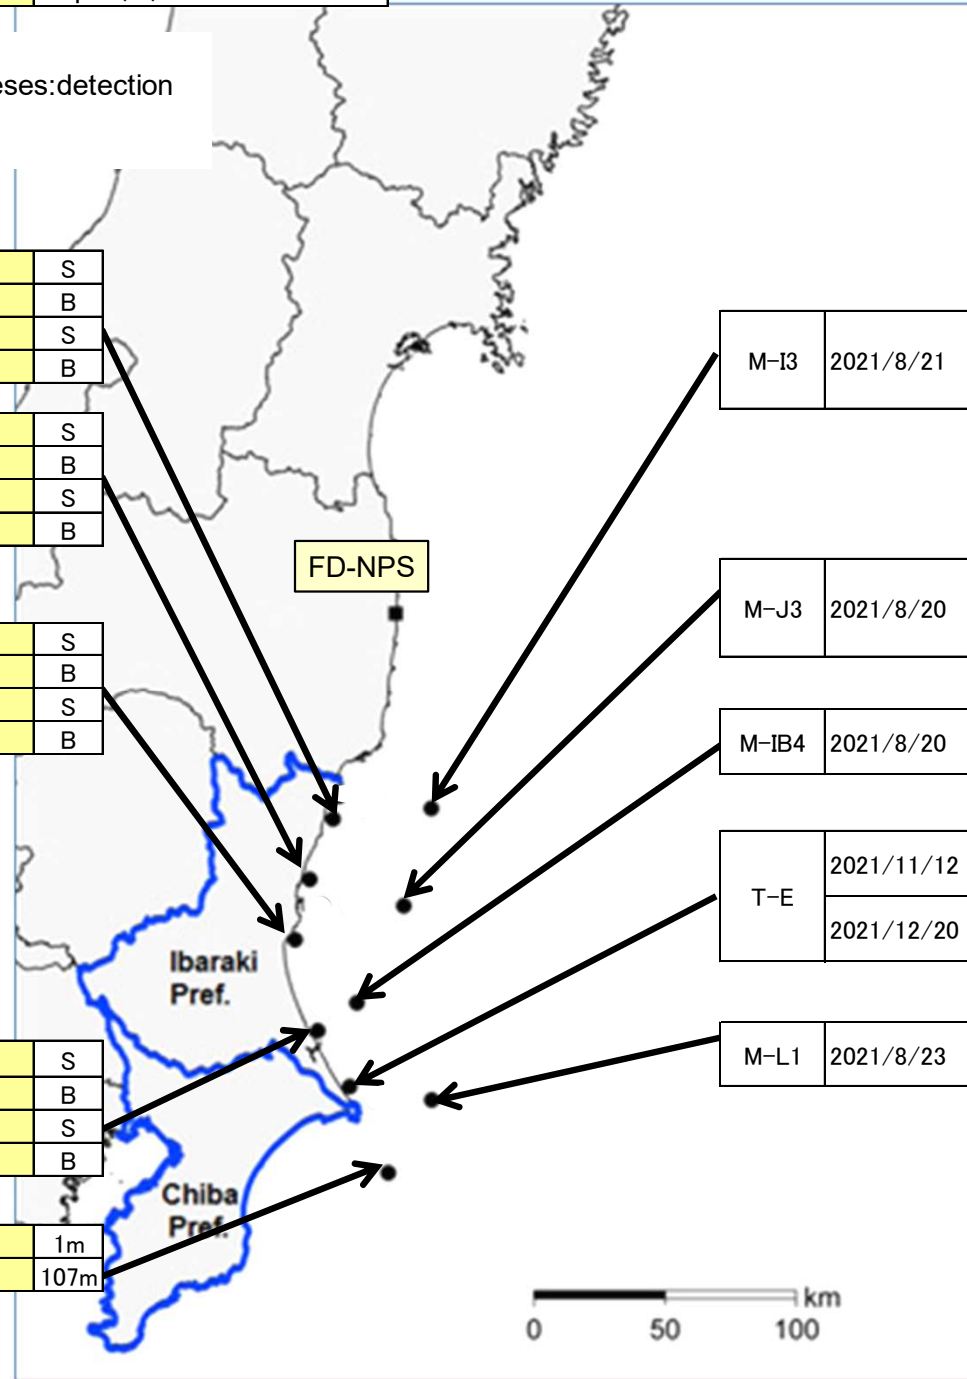 eses:detection
S
B
S
B
S
B
S
B
S
B
S
B
S
B
S
B
1m
107m
FD-NPS
Ibaraki
Pref.
Chiba
Pref.
M-I3 2021/8/21
M-J3 2021/8/20
M-IB4 2021/8/20
T-E
2021/11/12
2021/12/20
M-L1 2021/8/23
km
0 50 100